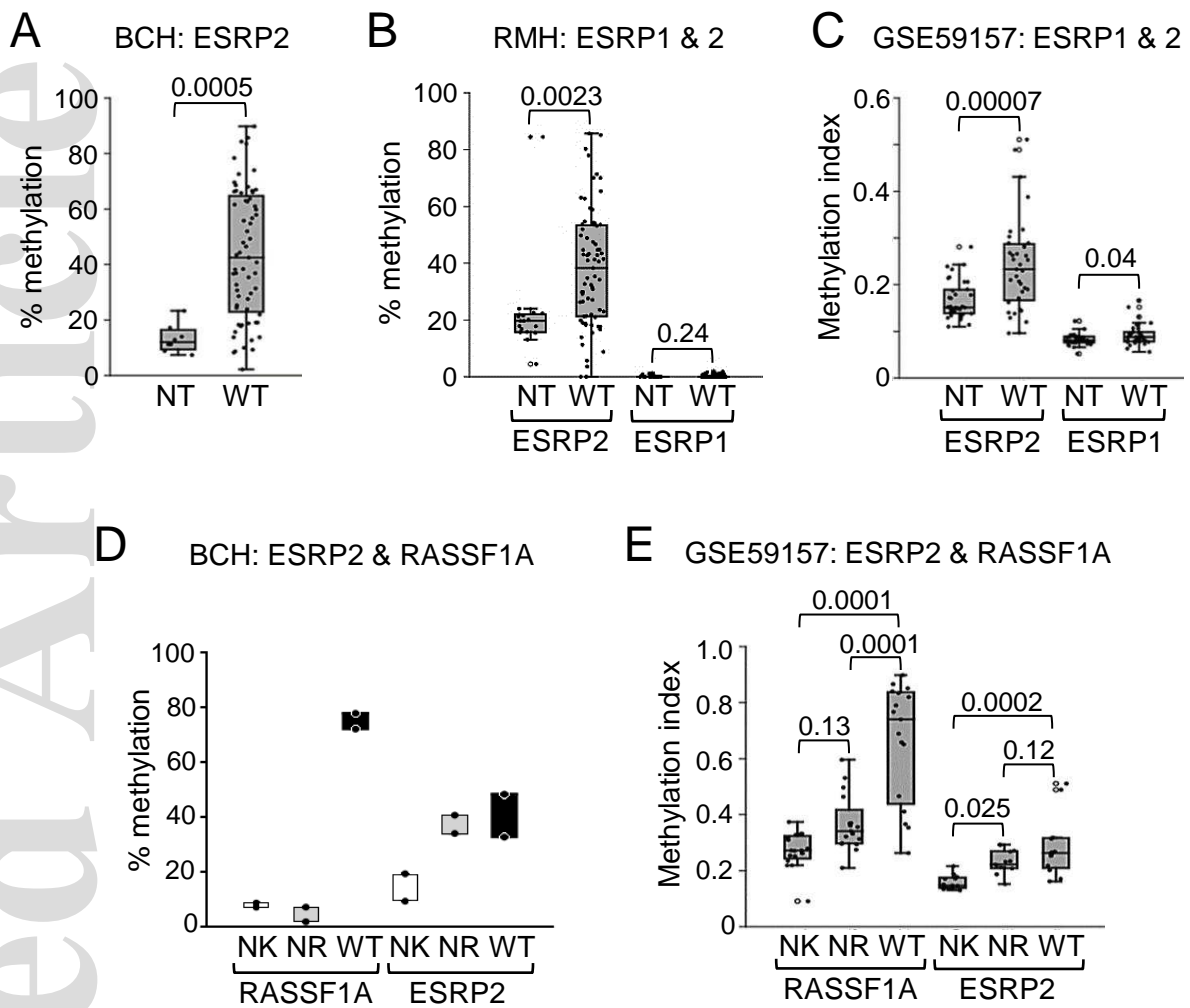 A
BCH: ESRP2
0.0005
100
80
60
40
20
0
% methylation
NT WT
B
RMH: ESRP1 & 2
0.0023
0.24
100
80
60
40
20
0
% methylation
NT WT NT WT
ESRP2 ESRP1
C
GSE59157: ESRP1 & 2
0.00007
0.04
0.6
0.4
0.2
0
Methylation index
NT WT NT WT
ESRP2 ESRP1
D
BCH: ESRP2 & RASSF1A
100
80
60
40
20
0
% methylation
NK NR WT NK NR WT
RASSF1A ESRP2
E
GSE59157: ESRP2 & RASSF1A
0.0001
0.0001
0.13
0.0002
0.12
0.025
1.0
0.8
0.6
0.4
0.2
0
Methylation index
NK NR WT NK NR WT
RASSF1A ESRP2
ed Article